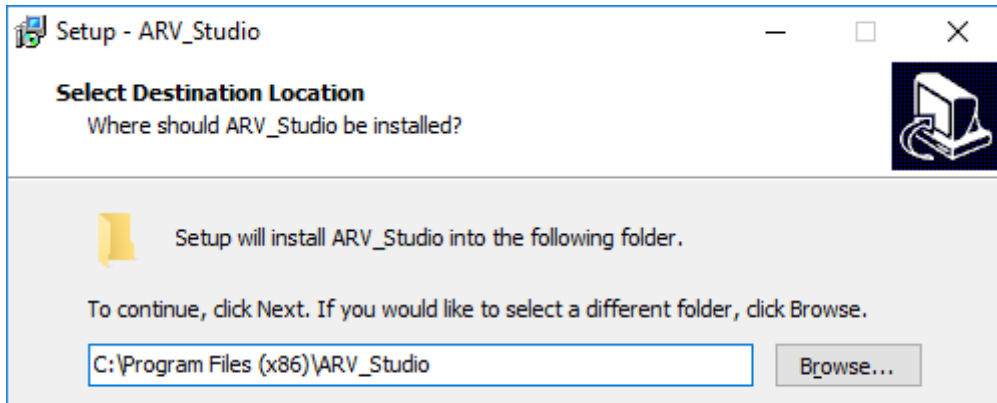 Setup - ARV_Studio
Select Destination Location
Where should ARV_Studio be installed?
Setup will install ARV_Studio into the following folder.
To continue, click Next. If you would like to select a different folder, click Browse.
C:\Program Files (x86)\ARV_Studio
Browse...